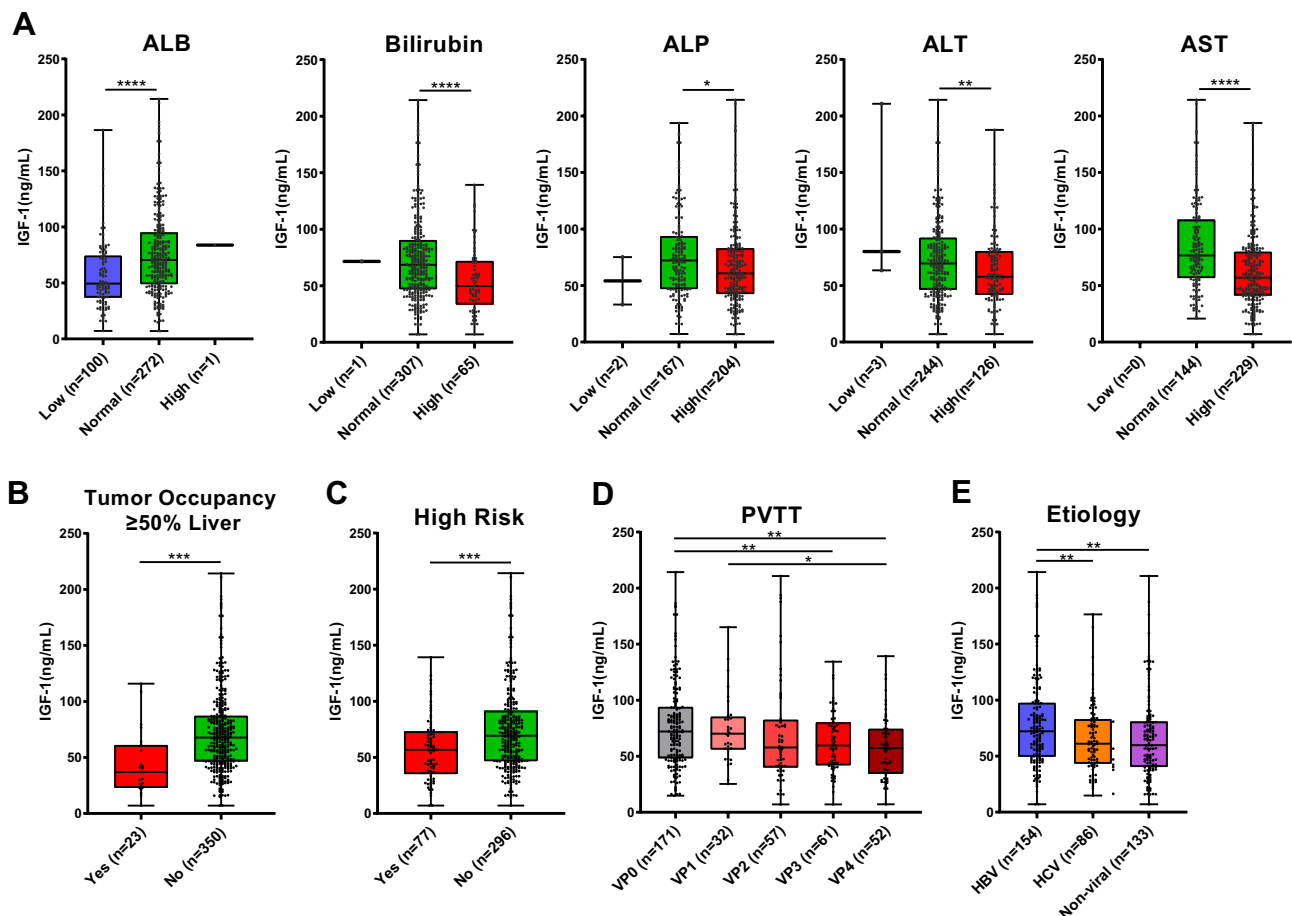 A
ALB
Bilirubin
ALP
ALT
AST
IGF-1(ng/mL)
250
200
150
100
50
0
****
Low (n=100)
Normal (n=272)
High (n=1)
IGF-1(ng/mL)
250
200
150
100
50
0
****
Low (n=1)
Normal (n=307)
High (n=65)
IGF-1(ng/mL)
250
200
150
100
50
0
*
Low (n=2)
Normal (n=167)
High(n=204)
IGF-1(ng/mL)
250
200
150
100
50
0
**
Low (n=3)
Normal (n=244)
High(n=126)
IGF-1(ng/mL)
250
200
150
100
50
0
****
Low (n=0)
Normal (n=144)
High (n=229)
B
Tumor Occupancy
≥50% Liver
IGF-1(ng/mL)
250
200
150
100
50
0
***
Yes (n=23)
No (n=350)
C
High Risk
IGF-1(ng/mL)
250
200
150
100
50
0
***
Yes (n=77)
No (n=296)
D
PVTT
IGF-1(ng/mL)
250
200
150
100
50
0
**
**
*
VP0 (n=171)
VP1 (n=32)
VP2 (n=57)
VP3 (n=61)
VP4 (n=52)
E
Etiology
IGF-1(ng/mL)
250
200
150
100
50
0
**
**
HBV (n=154)
HCV (n=86)
Non-viral (n=133)